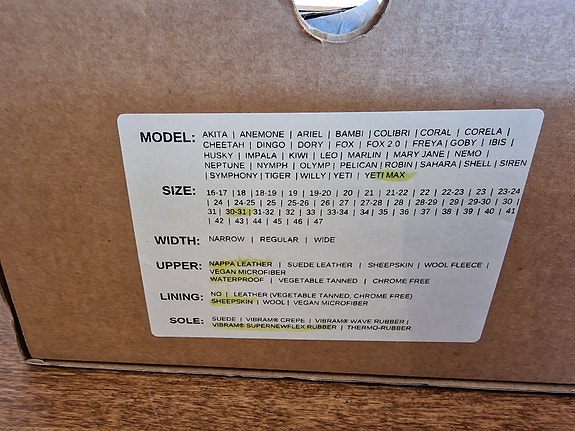 MODEL: AKITA | ANEMONE | ARIEL | BAMBI | COLIBRI | CORAL | CORELA |
CHEETAH | DINGO | DORY | FOX | FOX 2.0 | FREYA | GOBY | IBIS |
HUSKY | IMPALA | KIWI | LEO | MARLIN | MARY JANE | NEMO |
NEPTUNE | NYMPH | OLYMP | PELICAN | ROBIN | SAHARA | SHELL | SIREN
| SYMPHONY | TIGER | WILLY | YETI | YETI MAX
SIZE: 16-17 | 18 | 18-19 | 19 | 19-20 | 20 | 21 | 21-22 | 22 | 22-23 | 23 | 23-24
| 24 | 24-25 | 25 | 25-26 | 26 | 27 | 27-28 | 28 | 28-29 | 29 | 29-30 | 30 |
31 | 30-31 | 31-32 | 32 | 33 | 33-34 | 34 | 35 | 36 | 37 | 38 | 39 | 40 | 41
| 42 | 43 | 44 | 45 | 46 | 47
WIDTH: NARROW | REGULAR | WIDE
UPPER: NAPPA LEATHER | SUEDE LEATHER | SHEEPSKIN | WOOL FLEECE |
VEGAN MICROFIBER
WATERPROOF | VEGETABLE TANNED | CHROME FREE
LINING: NO | LEATHER (VEGETABLE TANNED, CHROME FREE)
SHEEPSKIN | WOOL | VEGAN MICROFIBER
SOLE: SUEDE | VIBRAM® CREPE | VIBRAM® WAVE RUBBER |
VIBRAM® SUPERNEWFLEX RUBBER | THERMO-RUBBER